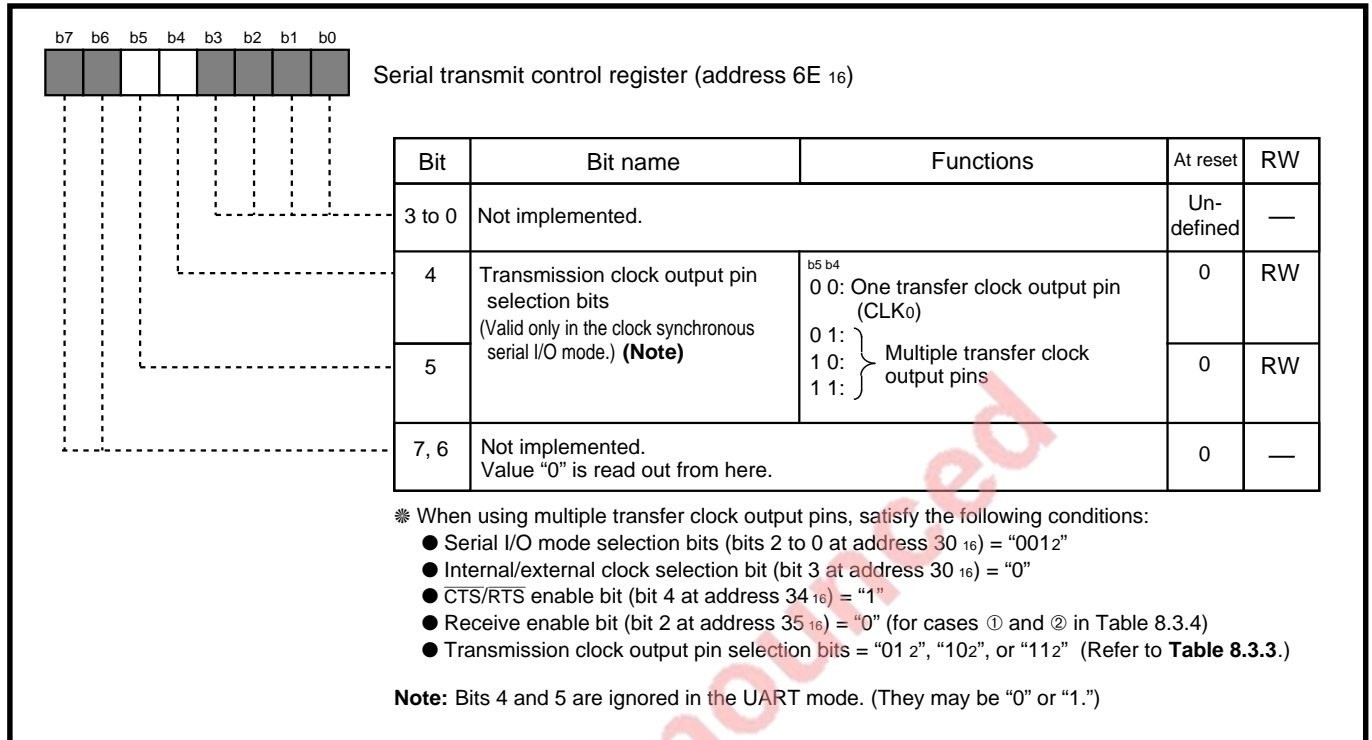 b7 b6 b5 b4 b3 b2 b1 b0
Serial transmit control register (address 6E 16)
Bit Bit name Functions At reset RW
3 to 0 Not implemented. Un-
defined —
4 Transmission clock output pin
selection bits
(Valid only in the clock synchronous
serial I/O mode.) (Note)
b5 b4
0 0: One transfer clock output pin
(CLK0)
0 1:
1 0: Multiple transfer clock
output pins
1 1:
0 RW
5 0 RW
7, 6 Not implemented.
Value “0” is read out from here.
0 —
❋ When using multiple transfer clock output pins, satisfy the following conditions:
● Serial I/O mode selection bits (bits 2 to 0 at address 30 16) = “0012”
● Internal/external clock selection bit (bit 3 at address 30 16) = “0”
● CTS/RTS enable bit (bit 4 at address 34 16) = “1”
● Receive enable bit (bit 2 at address 35 16) = “0” (for cases ① and ② in Table 8.3.4)
● Transmission clock output pin selection bits = “01 2”, “102”, or “112” (Refer to Table 8.3.3.)
Note: Bits 4 and 5 are ignored in the UART mode. (They may be “0” or “1.”)